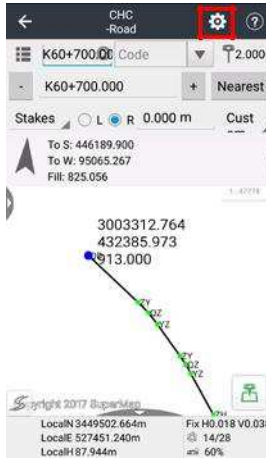 CHC
-Road
K60+700.00 Code 2.000
- K60+700.000 + Nearest
Stakes L R 0.000 m Cust
To S: 446189.900
To W: 95065.267
Fill: 825.056
3003312.764
432385.973
913.000
ZY
QZ
YZ
ZY
QZ
YZ
ZH
2017 SuperMap
LocalN 3449502.664m Fix H0.018 V0.03
LocalE 527451.240m 14/28
LocalH 87.944m 60%